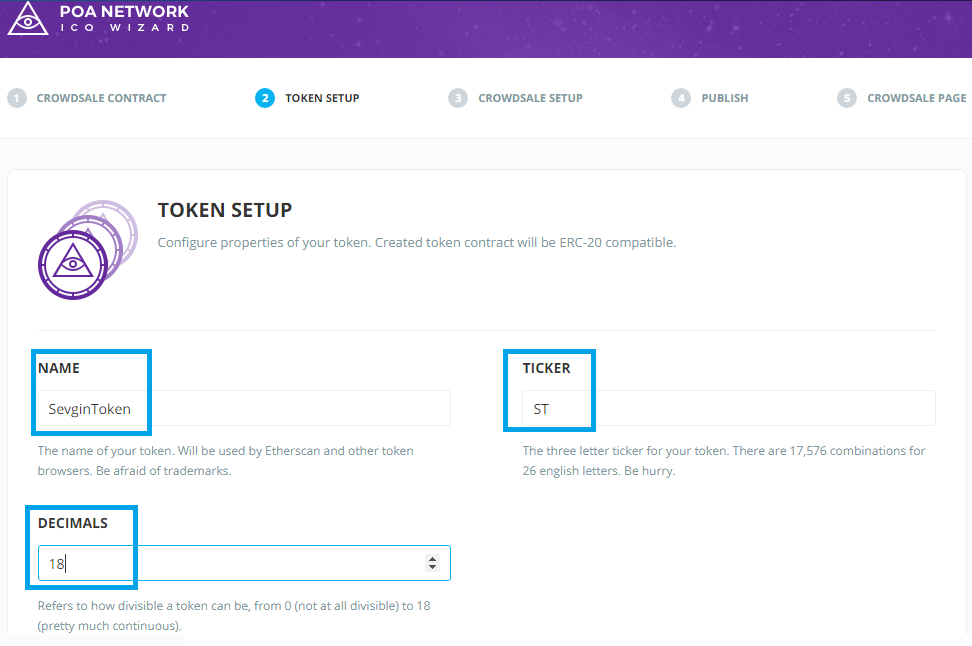 POA NETWORK
ICO WIZARD
1 CROWDSALE CONTRACT 2 TOKEN SETUP 3 CROWDSALE SETUP 4 PUBLISH 5 CROWDSALE PAGE
TOKEN SETUP
Configure properties of your token. Created token contract will be ERC-20 compatible.
NAME
SevginToken
The name of your token. Will be used by Etherscan and other token
browsers. Be afraid of trademarks.
TICKER
ST
The three letter ticker for your token. There are 17,576 combinations for
26 english letters. Be hurry.
DECIMALS
18
Refers to how divisible a token can be, from 0 (not at all divisible) to 18
(pretty much continuous).